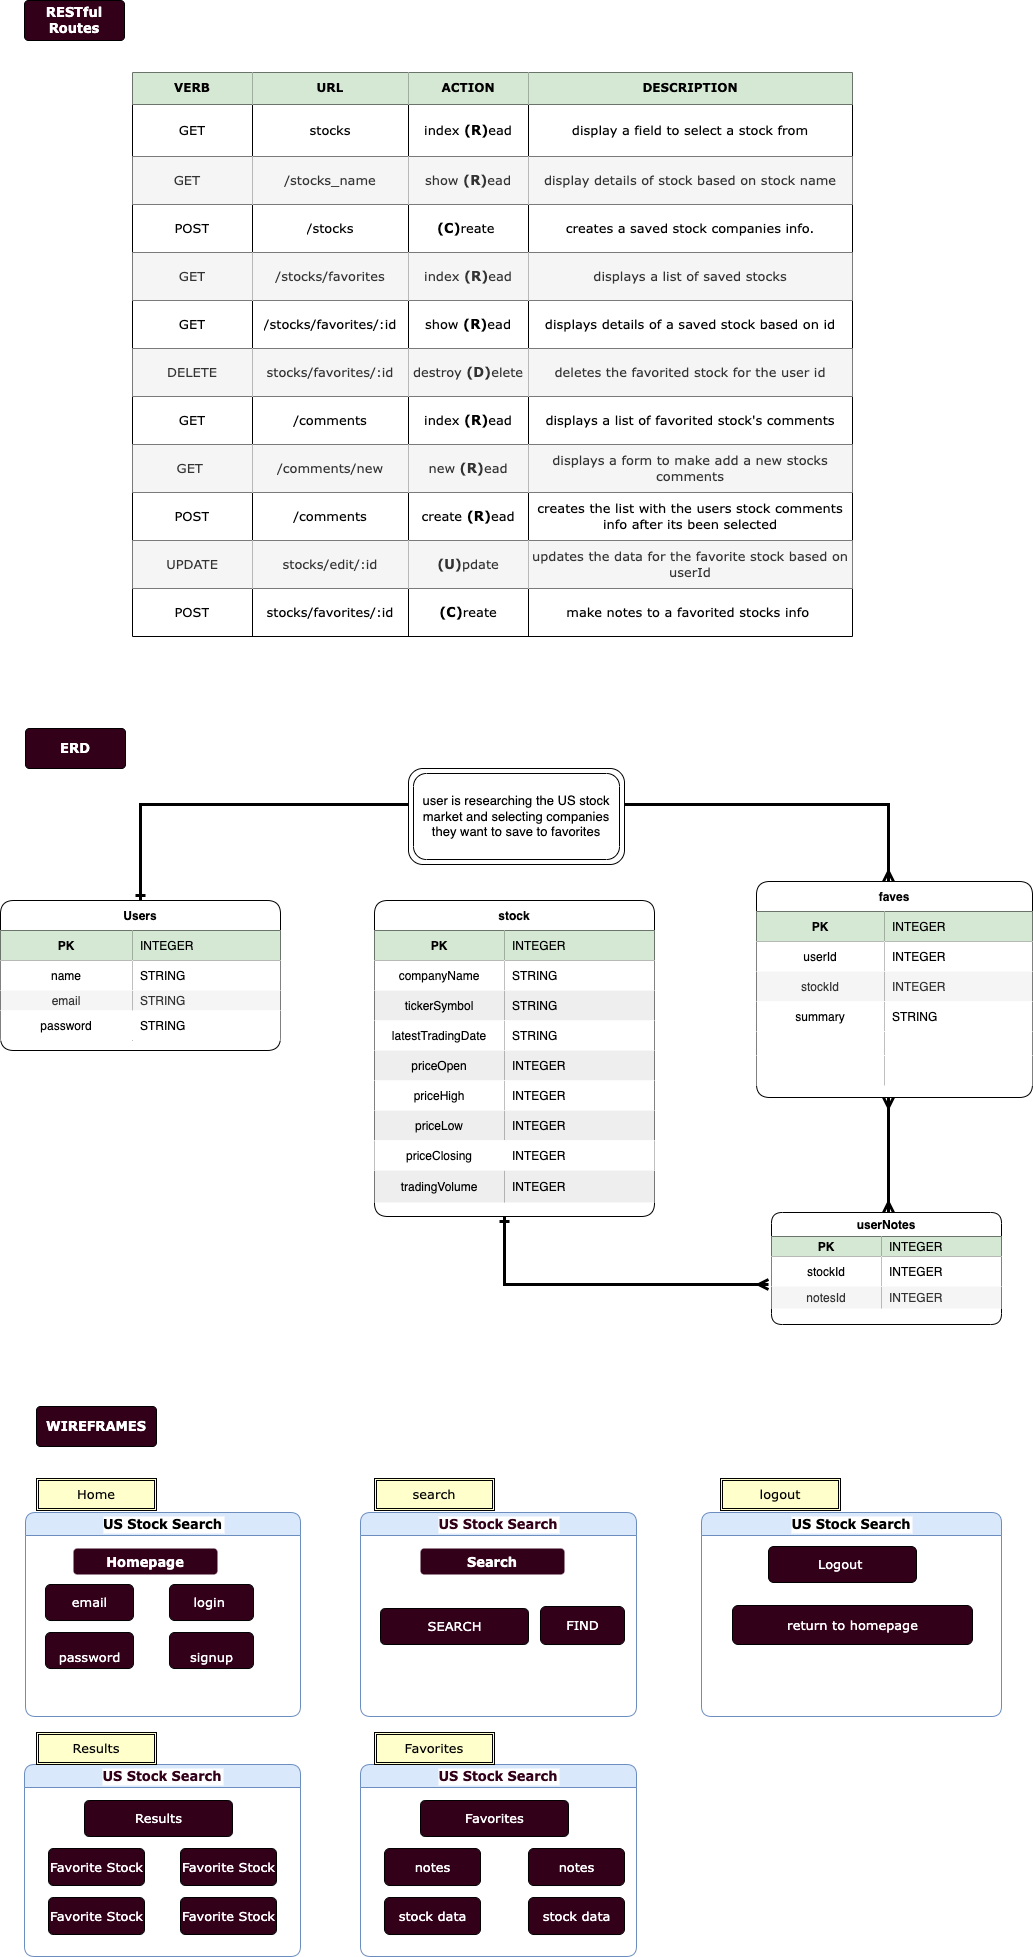 RESTful
Routes
VERB URL ACTION DESCRIPTION
GET stocks index (R)ead display a field to select a stock from
GET /stocks_name show (R)ead display details of stock based on stock name
POST /stocks (C)reate creates a saved stock companies info.
GET /stocks/favorites index (R)ead displays a list of saved stocks
GET /stocks/favorites/:id show (R)ead displays details of a saved stock based on id
DELETE stocks/favorites/:id destroy (D)elete deletes the favorited stock for the user id
GET /comments index (R)ead displays a list of favorited stock's comments
GET /comments/new new (R)ead displays a form to make add a new stocks
comments
POST /comments create (R)ead creates the list with the users stock comments
info after its been selected
UPDATE stocks/edit/:id (U)pdate updates the data for the favorite stock based on
userId
POST stocks/favorites/:id (C)reate make notes to a favorited stocks info
ERD
user is researching the US stock
market and selecting companies
they want to save to favorites
Users
PK INTEGER
name STRING
email STRING
password STRING
stock
PK INTEGER
companyName STRING
tickerSymbol STRING
latestTradingDate STRING
priceOpen INTEGER
priceHigh INTEGER
priceLow INTEGER
priceClosing INTEGER
tradingVolume INTEGER
faves
PK INTEGER
userId INTEGER
stockId INTEGER
summary STRING
userNotes
PK INTEGER
stockId INTEGER
notesId INTEGER
WIREFRAMES
Home
US Stock Search
Homepage
email login
password signup
search
US Stock Search
Search
SEARCH FIND
logout
US Stock Search
Logout
return to homepage
Results
US Stock Search
Results
Favorite Stock Favorite Stock
Favorite Stock Favorite Stock
Favorites
US Stock Search
Favorites
notes notes
stock data stock data